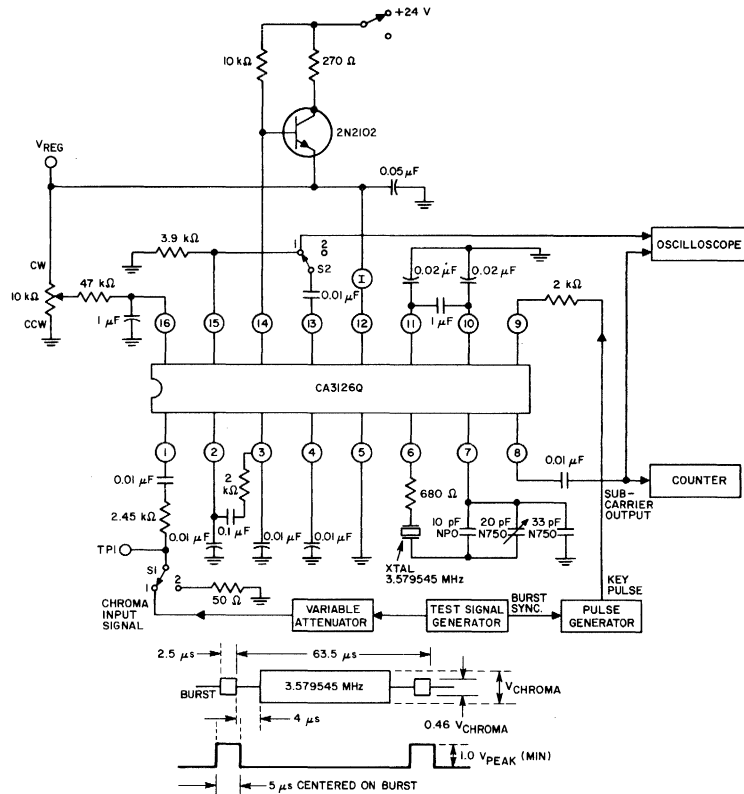 +24 V
10 kΩ
270 Ω
2N2102
VREG
0.05 μF
3.9 kΩ
1
2
S2
OSCILLOSCOPE
CW
10 kΩ
CCW
47 kΩ
1 μF
0.01 μF
I
0.02 μF
0.02 μF
1 μF
2 kΩ
16
15
14
13
12
11
10
9
CA3126Q
1
2
3
4
5
6
7
8
0.01 μF
2.45 kΩ
2 kΩ
0.1 μF
0.01 μF
0.01 μF
0.01 μF
680 Ω
10 pF NPO
20 pF N750
33 pF N750
0.01 μF
COUNTER
SUB-
CARRIER
OUTPUT
TP1
S1
1
2
50 Ω
XTAL
3.579545 MHz
CHROMA
INPUT
SIGNAL
VARIABLE
ATTENUATOR
TEST SIGNAL
GENERATOR
BURST
SYNC.
KEY
PULSE
PULSE
GENERATOR
2.5 μs
63.5 μs
BURST
3.579545 MHz
VCHROMA
4 μs
0.46 VCHROMA
1.0 VPEAK (MIN)
5 μs CENTERED ON BURST